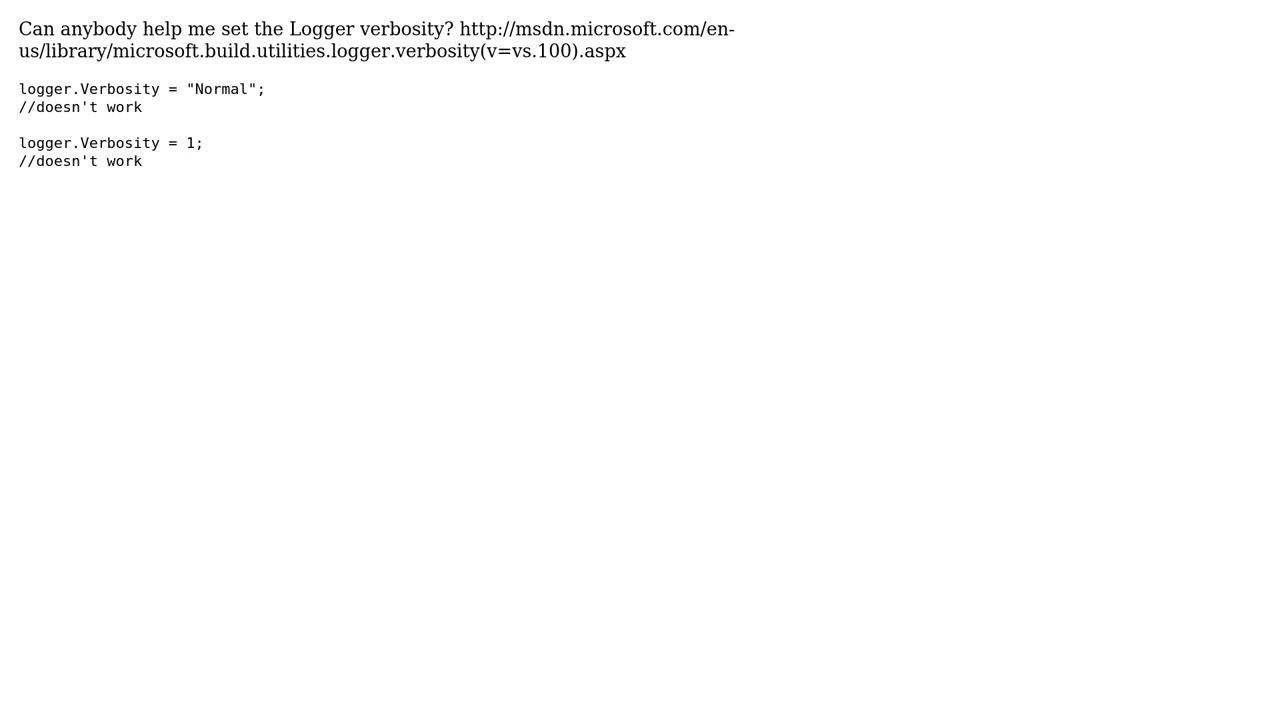 Can anybody help me set the Logger verbosity? http://msdn.microsoft.com/en-
us/library/microsoft.build.utilities.logger.verbosity(v=vs.100).aspx
logger.Verbosity = "Normal";
//doesn't work
logger.Verbosity = 1;
//doesn't work